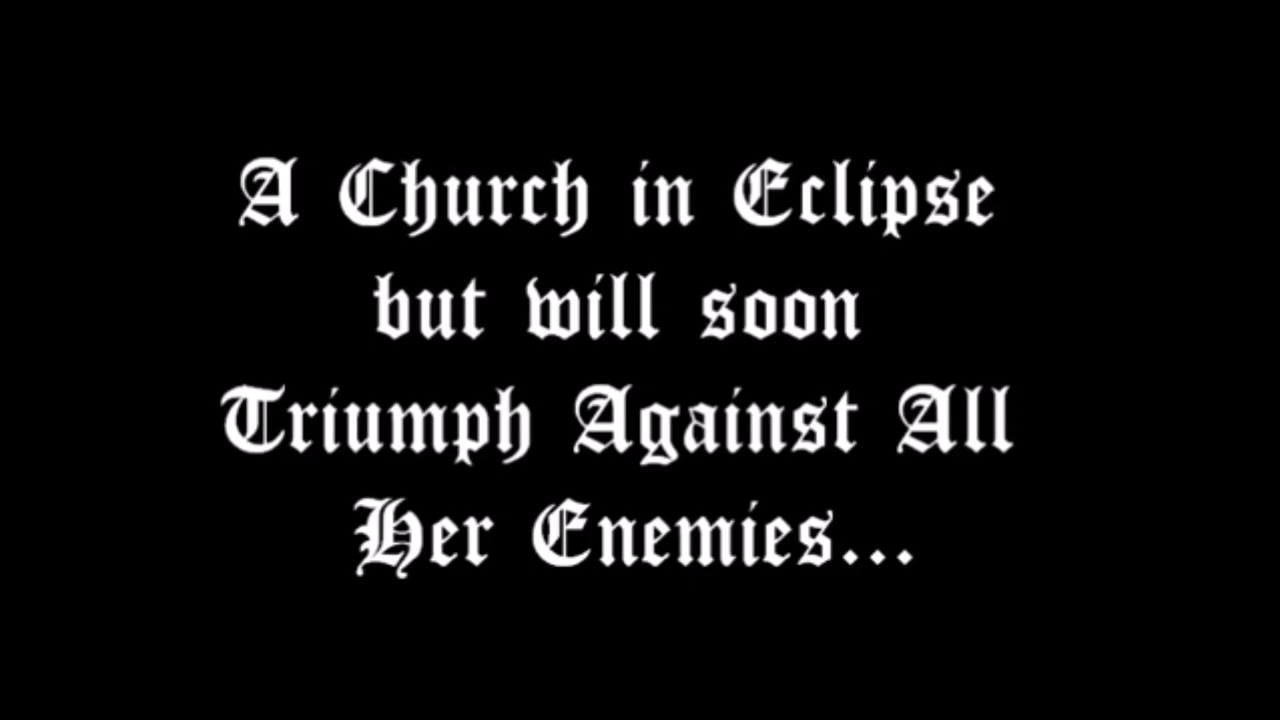 A Church in Eclipse
but will soon
Triumph Against All
Her Enemies...